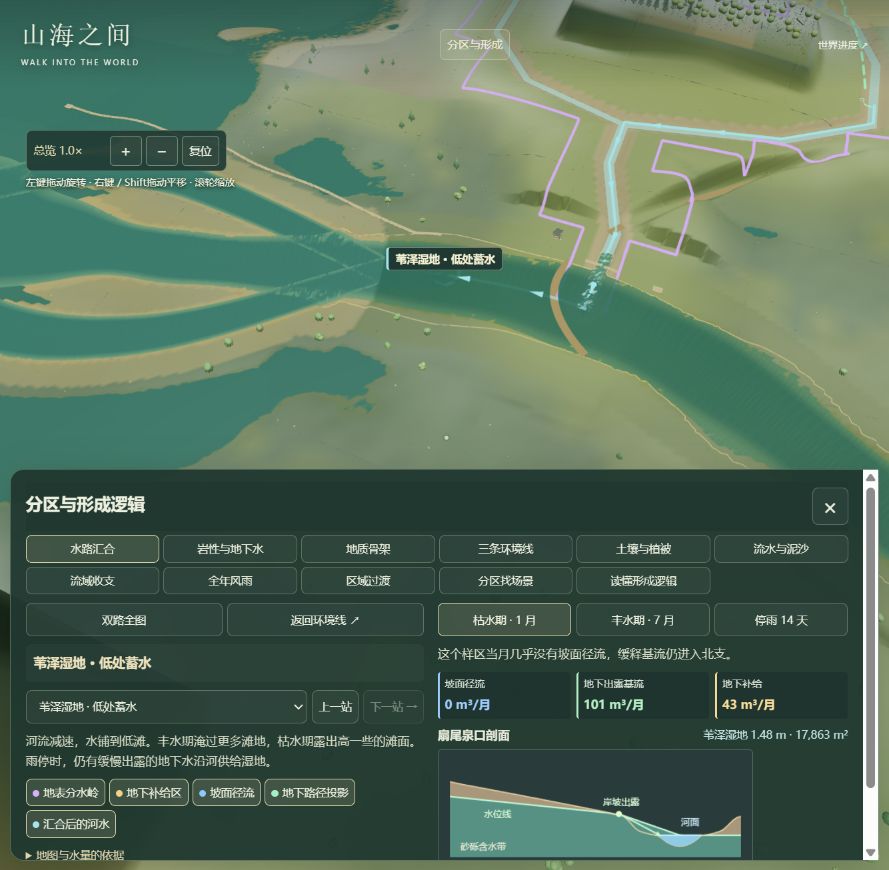 山海之间
WALK INTO THE WORLD
分区与形成
世界进度 ↗
总览 1.0×
+
−
复位
左键拖动旋转 · 右键 / Shift拖动平移 · 滚轮缩放
苇泽湿地 · 低处蓄水
分区与形成逻辑
×
水路汇合
岩性与地下水
地质骨架
三条环境线
土壤与植被
流水与泥沙
流域收支
全年风雨
区域过渡
分区找场景
读懂形成逻辑
双路全图
返回环境线 ↗
枯水期 · 1 月
丰水期 · 7 月
停雨 14 天
苇泽湿地 · 低处蓄水
苇泽湿地 · 低处蓄水
上一站
下一站 →
河流减速，水铺到低滩。丰水期淹过更多滩地，枯水期露出高一些的滩面。
雨停时，仍有缓慢出露的地下水沿河供给湿地。
地表分水岭
地下补给区
坡面径流
地下路径投影
汇合后的河水
▸ 地图与水量的依据
这个样区当月几乎没有坡面径流，缓释基流仍进入北支。
坡面径流
0 m³/月
地下出露基流
101 m³/月
地下补给
43 m³/月
扇尾泉口剖面
苇泽湿地 1.48 m · 17,863 m²
岸坡出露
水位线
河面
砂砾含水带